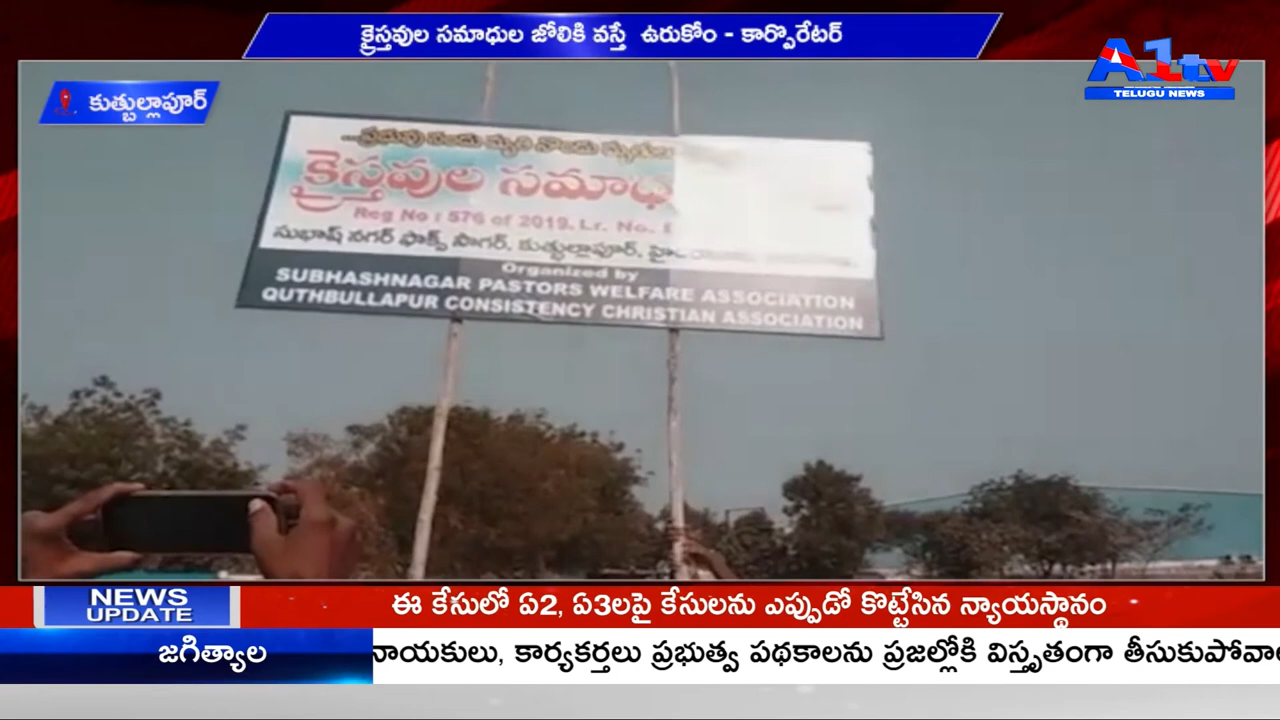 క్రైస్తవుల సమాధుల జోలికి వస్తే ఉరుకోం - కార్పొరేటర్
A1tv
TELUGU NEWS
కుత్బుల్లాపూర్
క్రైస్తవుల సమాధు
Reg No : 576 of 2019. Lr. No.
సుభాష్ నగర్ ఫాక్స్ సాగర్, కుత్బుల్లాపూర్,
Organized by
SUBHASHNAGAR PASTORS WELFARE ASSOCIATION
QUTHBULLAPUR CONSISTENCY CHRISTIAN ASSOCIATION
NEWS UPDATE
ఈ కేసులో ఏ2, ఏ3లపై కేసులను ఎప్పుడో కొట్టేసిన న్యాయస్థానం
జగిత్యాల
నాయకులు, కార్యకర్తలు ప్రభుత్వ పథకాలను ప్రజల్లోకి విస్తృతంగా తీసుకుపోవాల